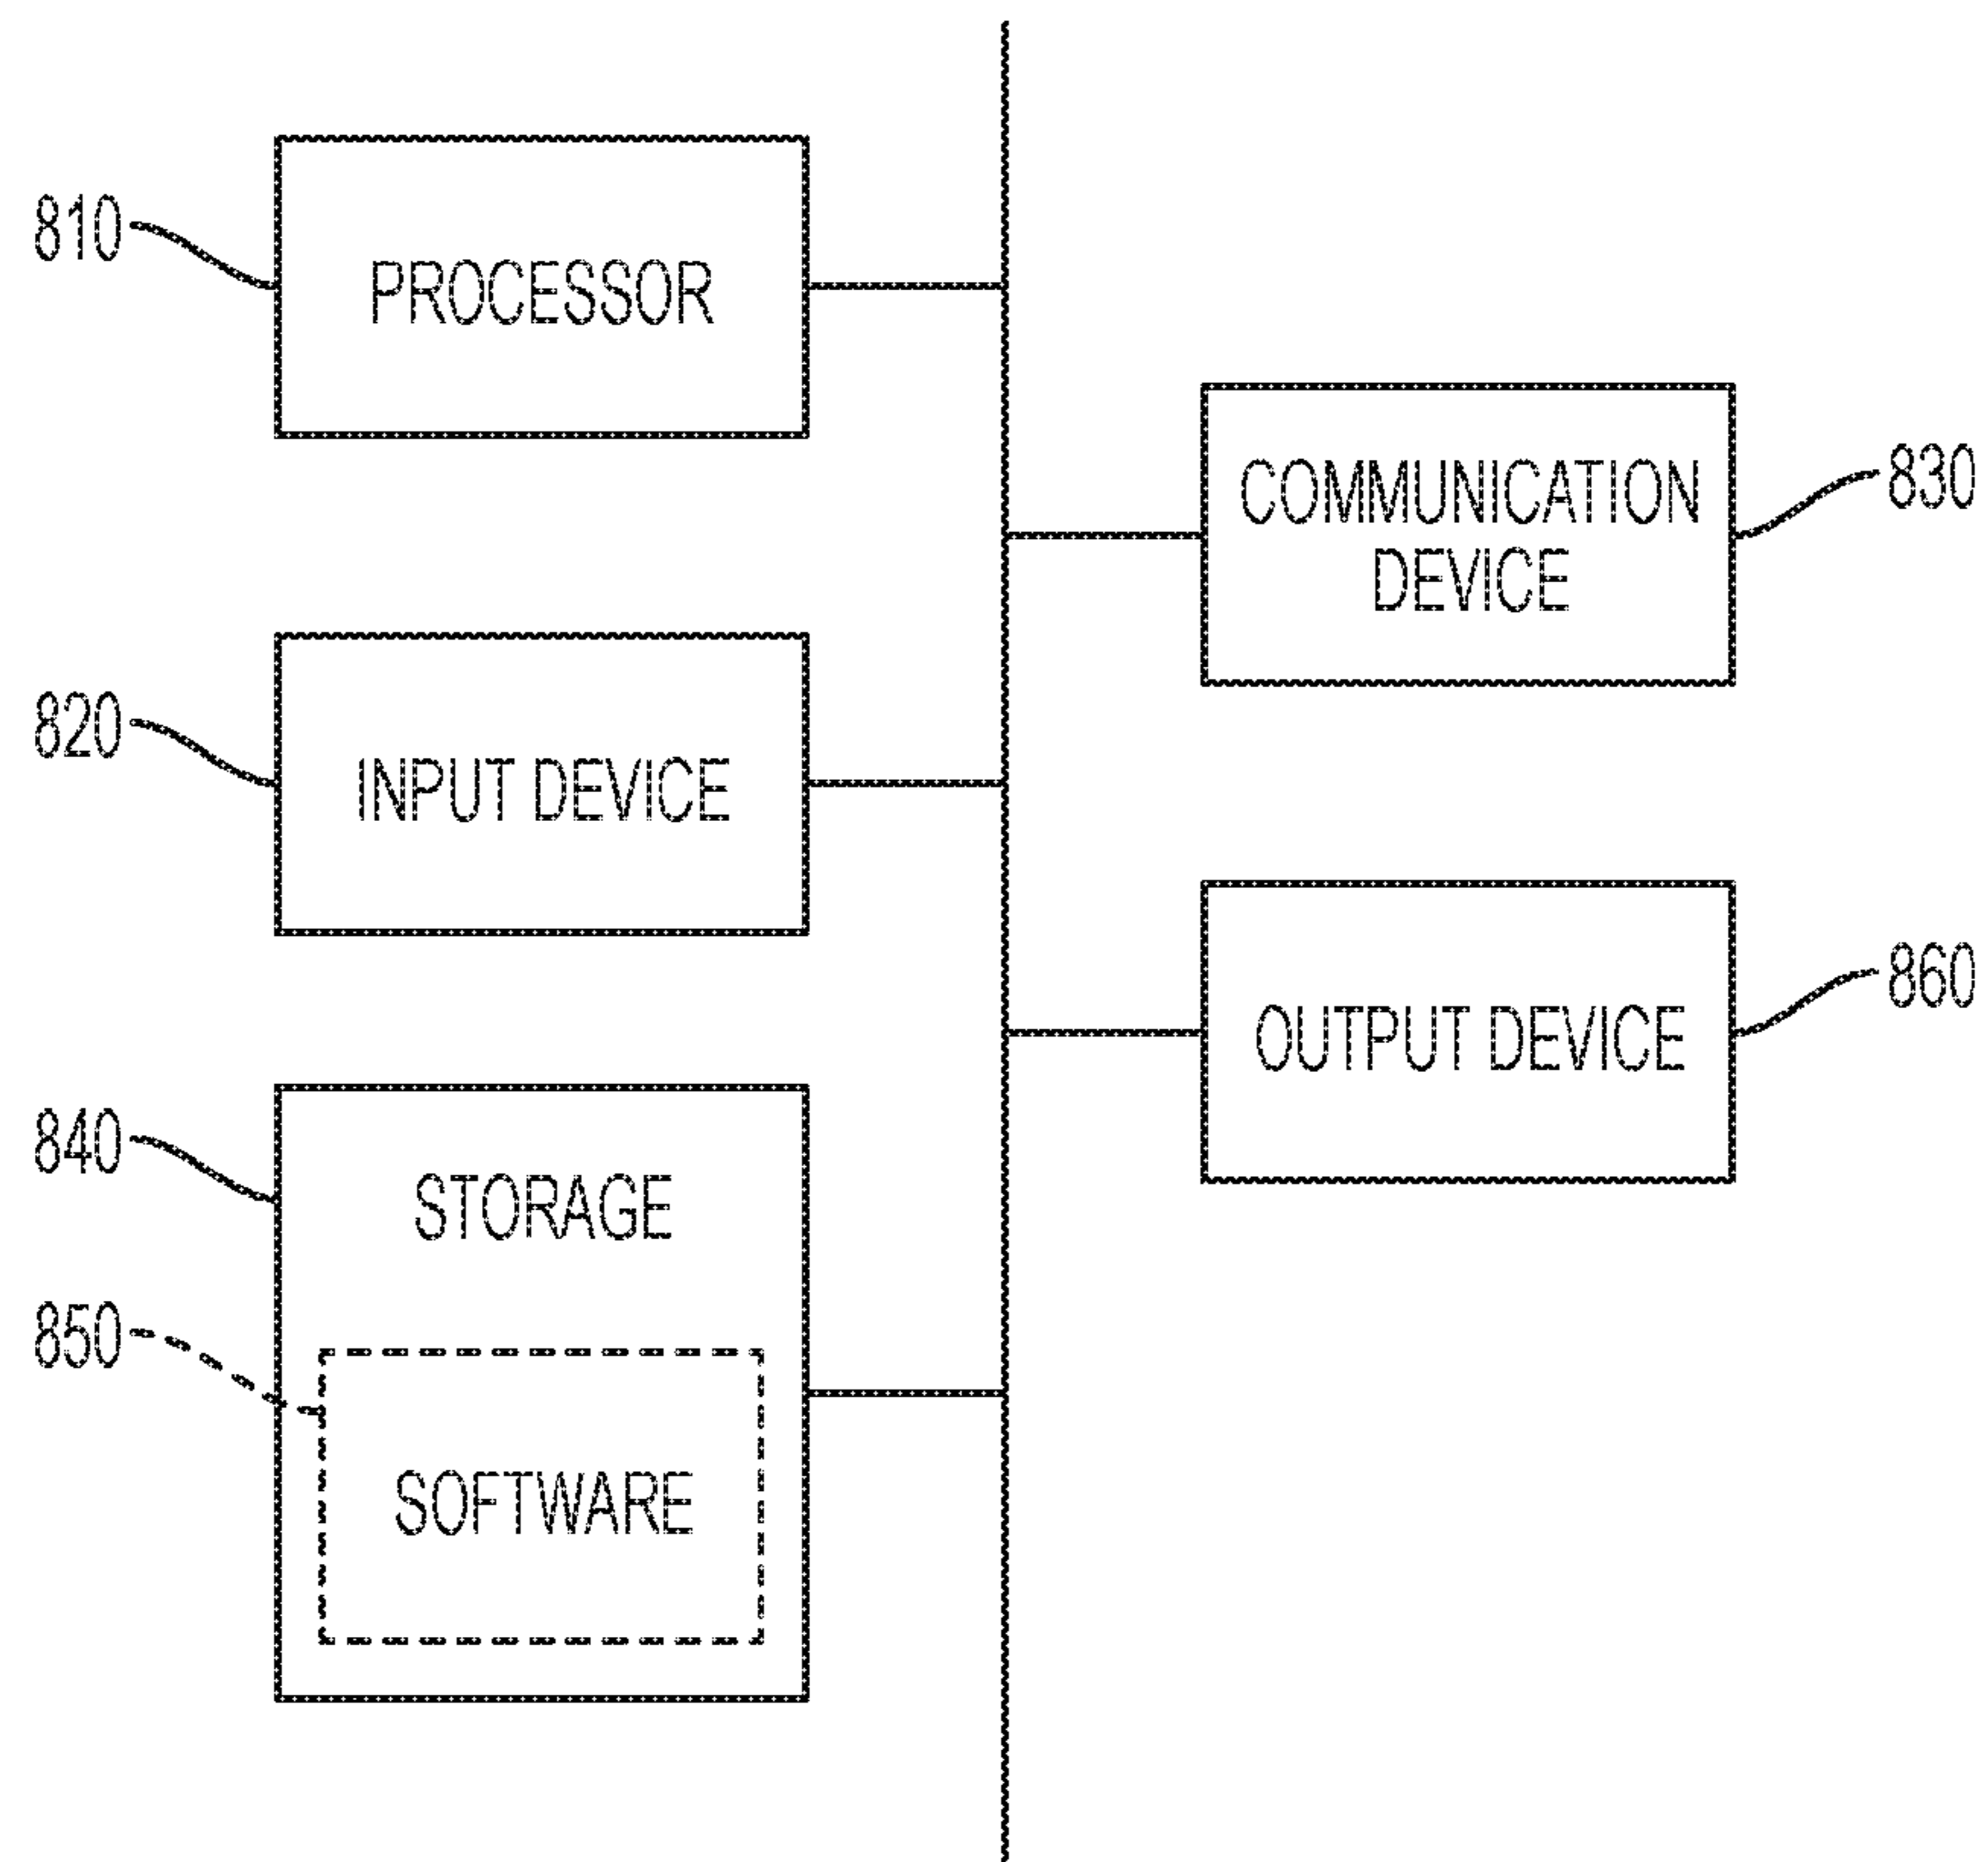 810
PROCESSOR
COMMUNICATION
DEVICE
830
820
INPUT DEVICE
OUTPUT DEVICE
860
840
STORAGE
850
SOFTWARE